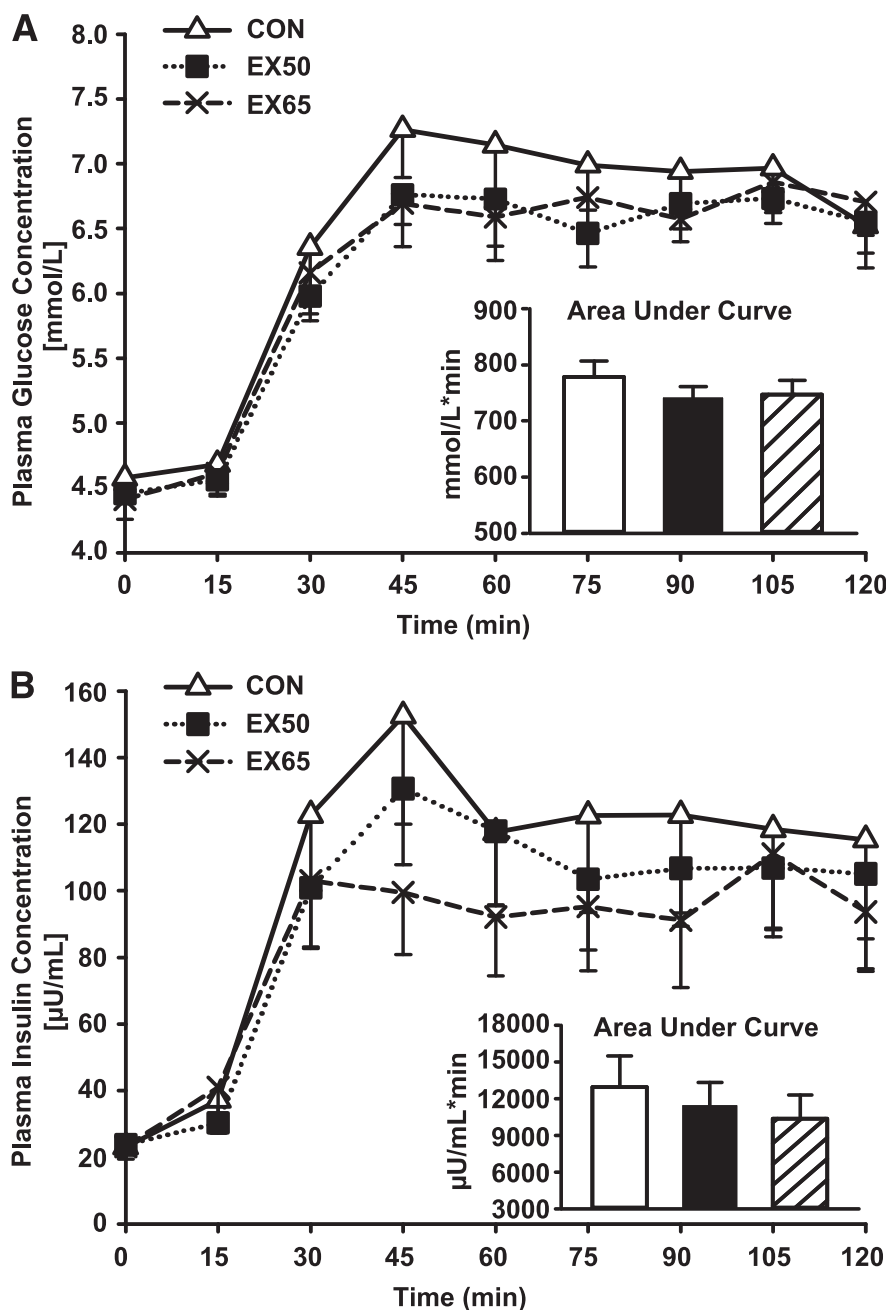 A
CON
EX50
EX65
Plasma Glucose Concentration
[mmol/L]
8.0
7.5
7.0
6.5
6.0
5.5
5.0
4.5
4.0
Area Under Curve
mmol/L*min
900
800
700
600
500
0 15 30 45 60 75 90 105 120
Time (min)
B
CON
EX50
EX65
Plasma Insulin Concentration
[µU/mL]
160
140
120
100
80
60
40
20
0
Area Under Curve
µU/mL*min
18000
15000
12000
9000
6000
3000
0 15 30 45 60 75 90 105 120
Time (min)